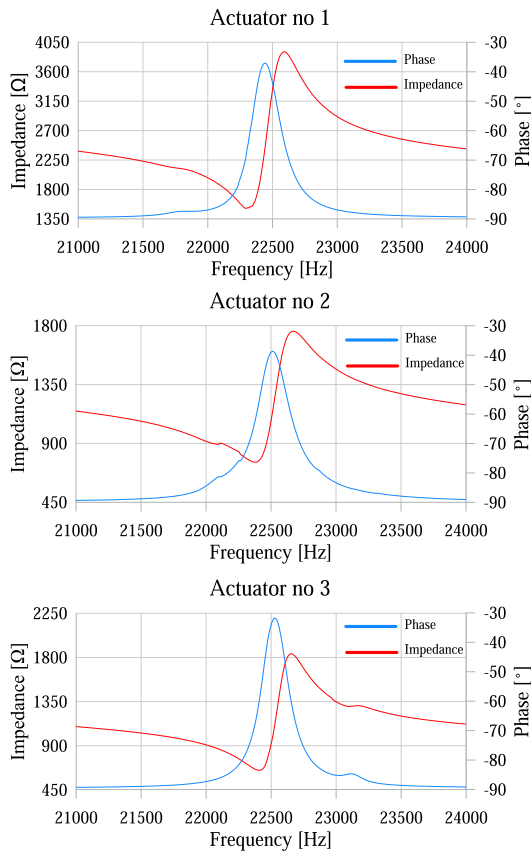 Actuator no 1
4050
3600
3150
2700
2250
1800
1350
-30
-40
-50
-60
-70
-80
-90
Impedance [Ω]
Phase [°]
Phase
Impedance
21000 21500 22000 22500 23000 23500 24000
Frequency [Hz]
Actuator no 2
1800
1350
900
450
-30
-40
-50
-60
-70
-80
-90
Impedance [Ω]
Phase [°]
Phase
Impedance
21000 21500 22000 22500 23000 23500 24000
Frequency [Hz]
Actuator no 3
2250
1800
1350
900
450
-30
-40
-50
-60
-70
-80
-90
Impedance [Ω]
Phase [°]
Phase
Impedance
21000 21500 22000 22500 23000 23500 24000
Frequency [Hz]